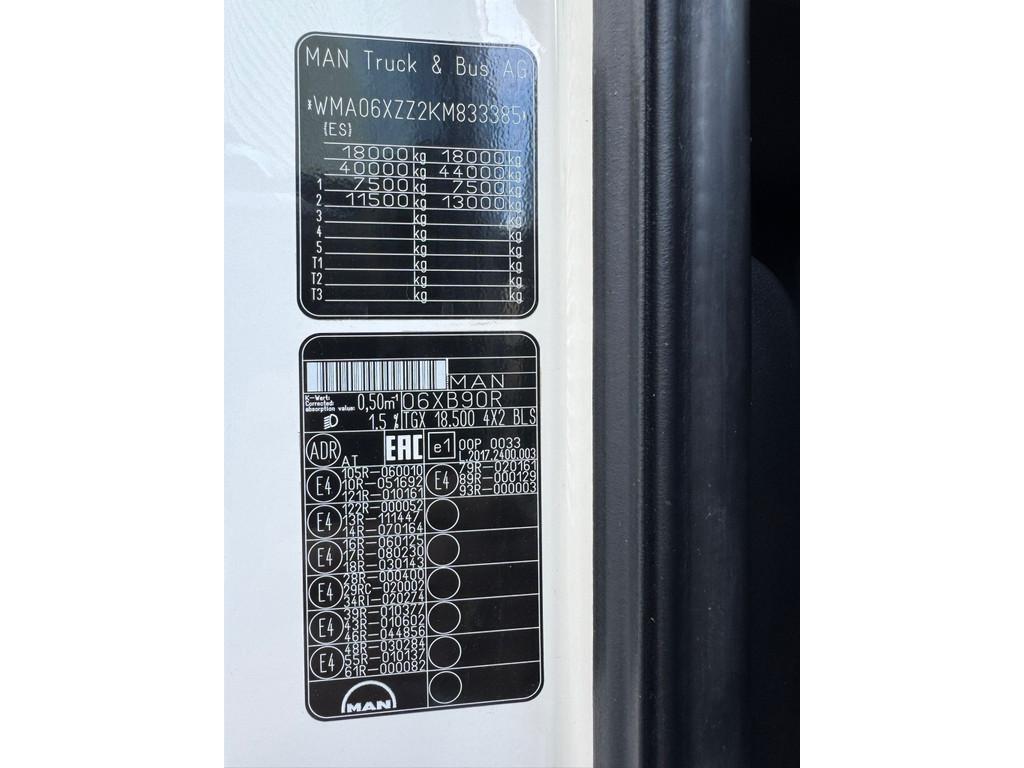 MAN Truck & Bus AG
*WMA06XZZ2KM833385*
(ES)
18000 kg 18000 kg
40000 kg 44000 kg
1 7500 kg 7500 kg
2 11500 kg 13000 kg
3 kg kg
4 kg kg
5 kg kg
T1 kg kg
T2 kg kg
T3 kg kg
MAN
K-Wert: Corrected absorption value: 0,50m⁻¹ 06XB90R
1.5 % TGX 18.500 4X2 BLS
ADR AT EAC e1 00P 0033
L.2017.2400.003
E4 105R-060010 E4 79R-020161
10R-051692 89R-000129
121R-010161 93R-000003
E4 122R-000052
13R-111447
14R-070164
E4 16R-060125
17R-080230
18R-030143
E4 28R-000400
29RC-020002
34RI-020274
E4 39R-010377
43R-010602
46R-044856
E4 48R-030284
55R-010137
61R-000082
MAN